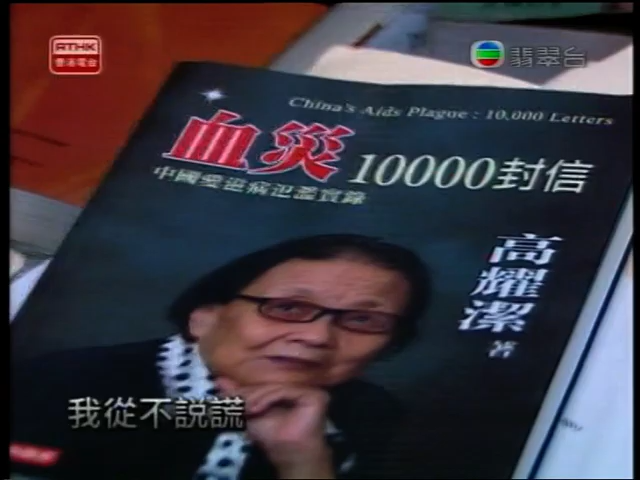 RTHK
香港電台
翡翠台
China's Aids Plague : 10,000 Letters
血災 10000封信
中國愛滋病氾濫實錄
高耀潔 著
我從不說謊